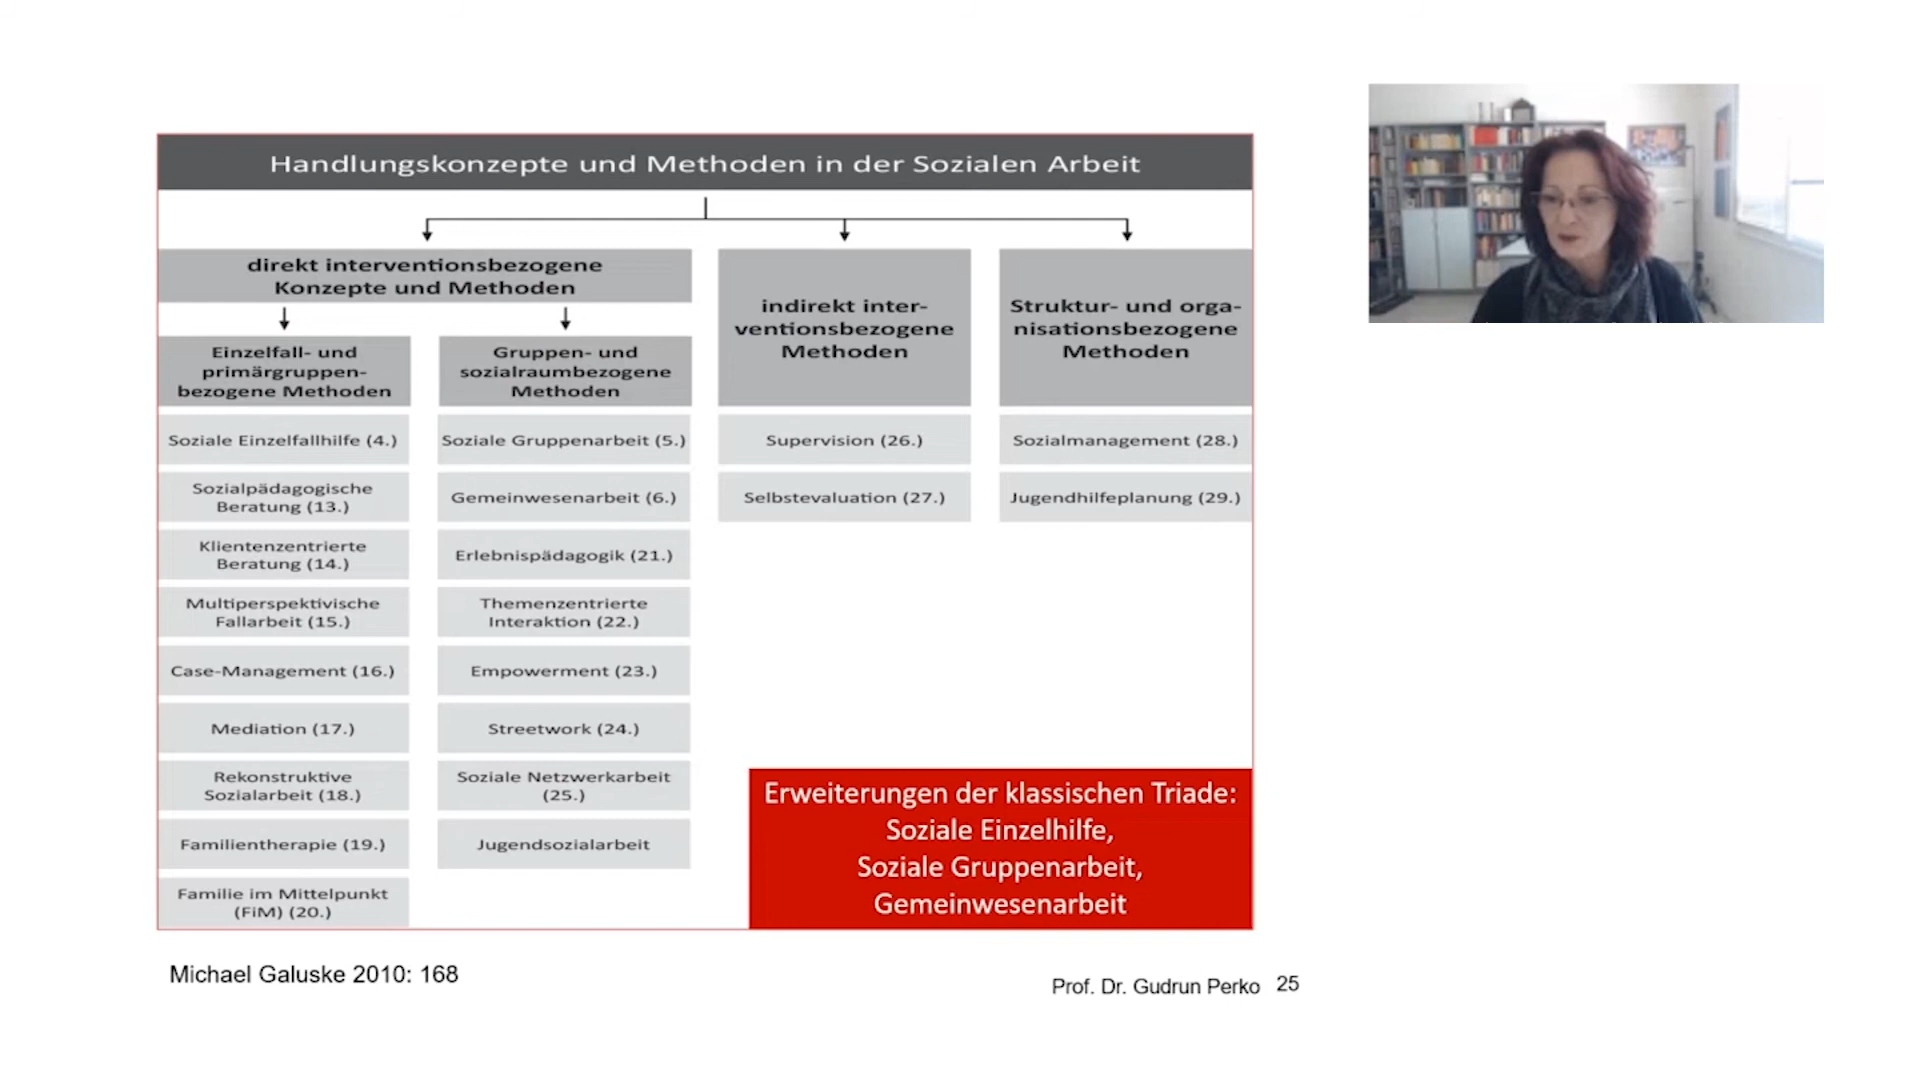 Handlungskonzepte und Methoden in der Sozialen Arbeit
direkt interventionsbezogene
Konzepte und Methoden
Einzelfall- und
primärgruppen-
bezogene Methoden
Soziale Einzelfallhilfe (4.)
Sozialpädagogische
Beratung (13.)
Klientenzentrierte
Beratung (14.)
Multiperspektivische
Fallarbeit (15.)
Case-Management (16.)
Mediation (17.)
Rekonstruktive
Sozialarbeit (18.)
Familientherapie (19.)
Familie im Mittelpunkt
(FiM) (20.)
Gruppen- und
sozialraumbezogene
Methoden
Soziale Gruppenarbeit (5.)
Gemeinwesenarbeit (6.)
Erlebnispädagogik (21.)
Themenzentrierte
Interaktion (22.)
Empowerment (23.)
Streetwork (24.)
Soziale Netzwerkarbeit
(25.)
Jugendsozialarbeit
indirekt inter-
ventionsbezogene
Methoden
Supervision (26.)
Selbstevaluation (27.)
Struktur- und orga-
nisationsbezogene
Methoden
Sozialmanagement (28.)
Jugendhilfeplanung (29.)
Erweiterungen der klassischen Triade:
Soziale Einzelhilfe,
Soziale Gruppenarbeit,
Gemeinwesenarbeit
Michael Galuske 2010: 168
Prof. Dr. Gudrun Perko 25